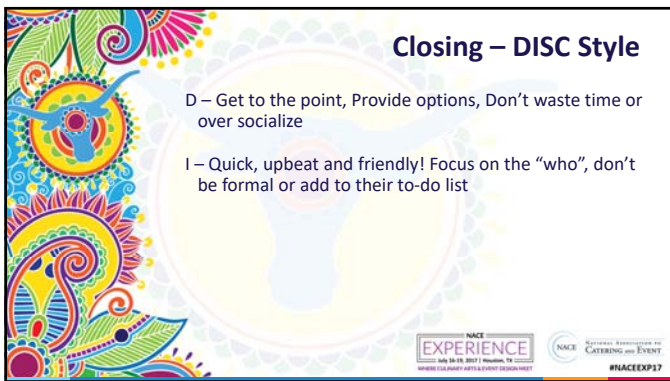 Closing – DISC Style
D – Get to the point, Provide options, Don’t waste time or
over socialize
I – Quick, upbeat and friendly! Focus on the “who”, don’t
be formal or add to their to-do list
NACE
EXPERIENCE
July 16-19, 2017 | Houston, TX
WHERE CULINARY ARTS & EVENT DESIGN MEET
NACE
NATIONAL ASSOCIATION FOR
CATERING AND EVENT
#NACEEXP17